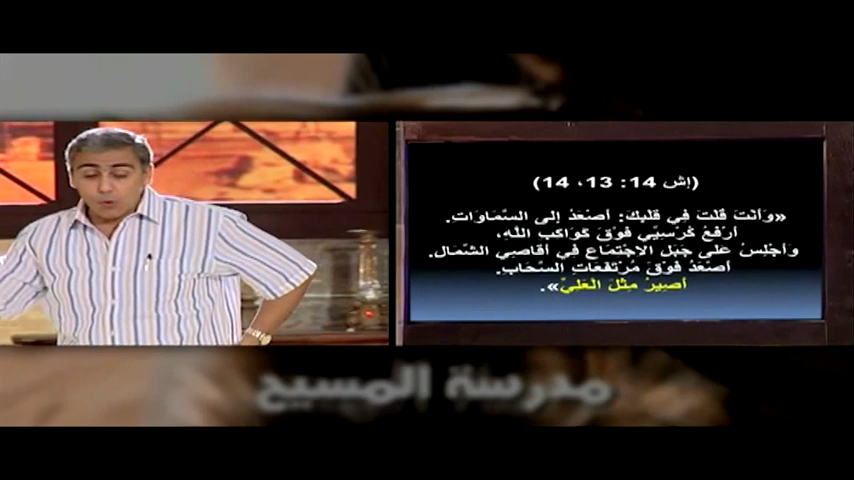 (إش 14: 13، 14)
«وَأَنْتَ قُلْتَ فِي قَلْبِكَ: أَصْعَدُ إِلَى السَّمَاوَاتِ.
أَرْفَعُ كُرْسِيِّي فَوْقَ كَوَاكِبِ اللهِ،
وَأَجْلِسُ عَلَى جَبَلِ الاجْتِمَاعِ فِي أَقَاصِي الشَّمَالِ.
أَصْعَدُ فَوْقَ مُرْتَفَعَاتِ السَّحَابِ.
أَصِيرُ مِثْلَ الْعَلِيِّ».
مدرسة المسيح